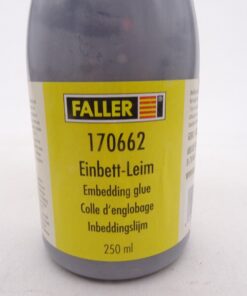 FALLER
170662
Einbett-Leim
Embedding glue
Colle d'englobage
Inbeddingslijm
250 ml